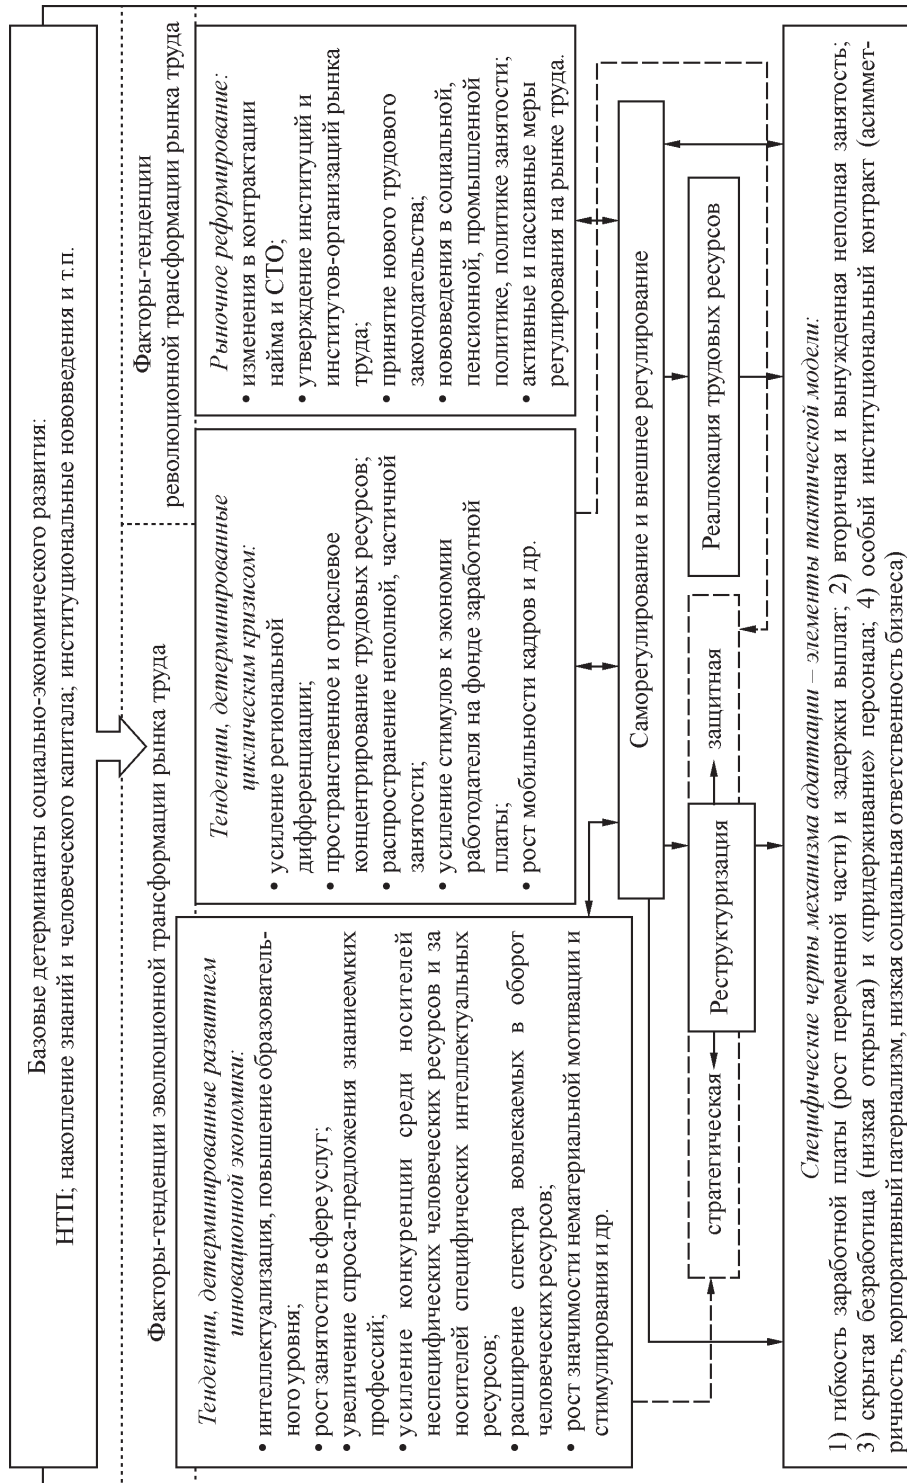 Базовые детерминанты социально-экономического развития:
НТП; накопление знаний и человеческого капитала; институциональные нововведения и т.п.
Факторы-тенденции эволюционной трансформации рынка труда
Факторы-тенденции
революционной трансформации рынка труда
Тенденции, детерминированные развитием
инновационной экономики:
• интеллектуализация, повышение образователь-
ного уровня;
• рост занятости в сфере услуг;
• увеличение спроса-предложения знаниеемких
профессий;
• усиление конкуренции среди носителей
неспецифических человеческих ресурсов и за
носителей специфических интеллектуальных
ресурсов;
• расширение спектра вовлекаемых в оборот
человеческих ресурсов;
• рост значимости нематериальной мотивации и
стимулирования и др.
Тенденции, детерминированные
циклическим кризисом:
• усиление региональной
дифференциации;
• пространственное и отраслевое
концентрирование трудовых ресурсов;
• распространение неполной, частичной
занятости;
• усиление стимулов к экономии
работодателя на фонде заработной
платы;
• рост мобильности кадров и др.
Рыночное реформирование:
• изменения в контрактации
найма и СТО;
• утверждение институций и
институтов-организаций рынка
труда;
• принятие нового трудового
законодательства;
• нововведения в социальной,
пенсионной, промышленной
политике, политике занятости;
• активные и пассивные меры
регулирования на рынке труда.
Саморегулирование и внешнее регулирование
стратегическая
Реструктуризация
защитная
Реаллокация трудовых ресурсов
Специфические черты механизма адаптации – элементы тактической модели:
1) гибкость заработной платы (рост переменной части) и задержки выплат; 2) вторичная и вынужденная неполная занятость;
3) скрытая безработица (низкая открытая) и «придерживание» персонала; 4) особый институциональный контракт (асиммет-
ричность, корпоративный патернализм, низкая социальная ответственность бизнеса)